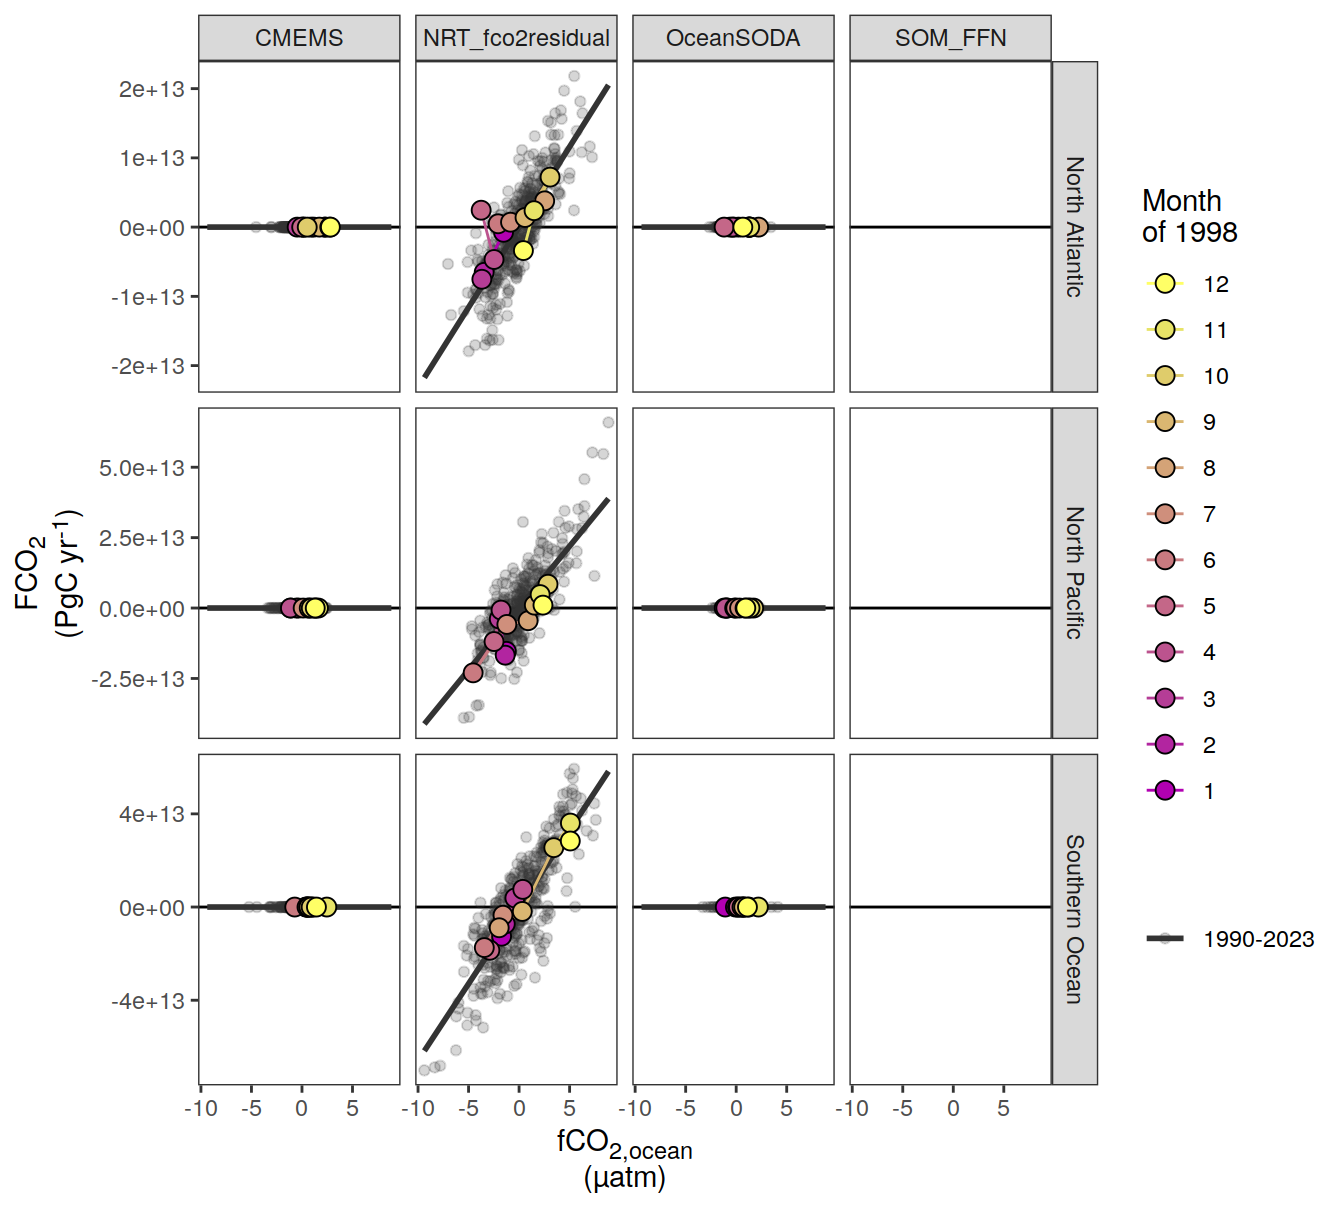 CMEMS NRT_fco2residual OceanSODA SOM_FFN
2e+13
1e+13
0e+00
-1e+13
-2e+13
North Atlantic
5.0e+13
2.5e+13
0.0e+00
-2.5e+13
North Pacific
4e+13
0e+00
-4e+13
Southern Ocean
FCO₂
(PgC yr⁻¹)
-10 -5 0 5 -10 -5 0 5 -10 -5 0 5 -10 -5 0 5
fCO₂,ocean
(µatm)
Month
of 1998
12
11
10
9
8
7
6
5
4
3
2
1
1990-2023